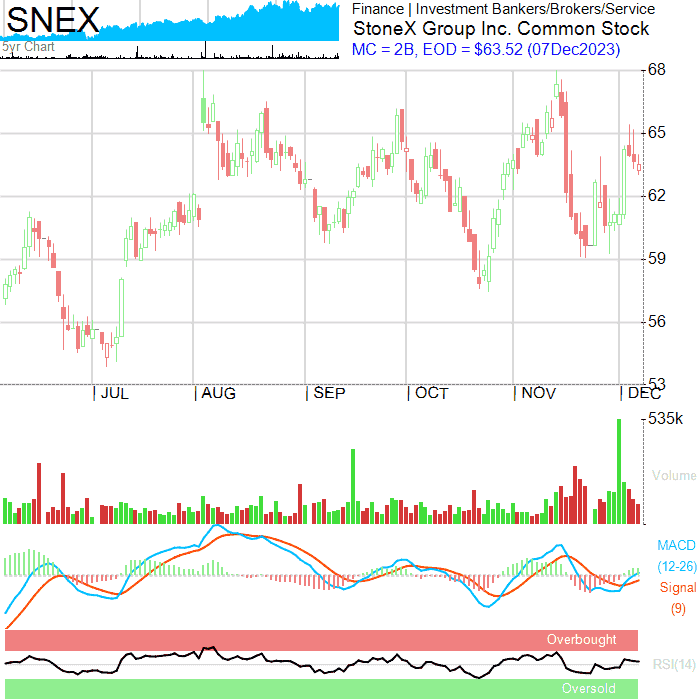 SNEX
5yr Chart
Finance | Investment Bankers/Brokers/Service
StoneX Group Inc. Common Stock
MC = 2B, EOD = $63.52 (07Dec2023)
68
65
62
59
56
53
| JUL | AUG | SEP | OCT | NOV | DEC
535k
Volume
MACD
(12-26)
Signal
(9)
Overbought
RSI(14)
Oversold